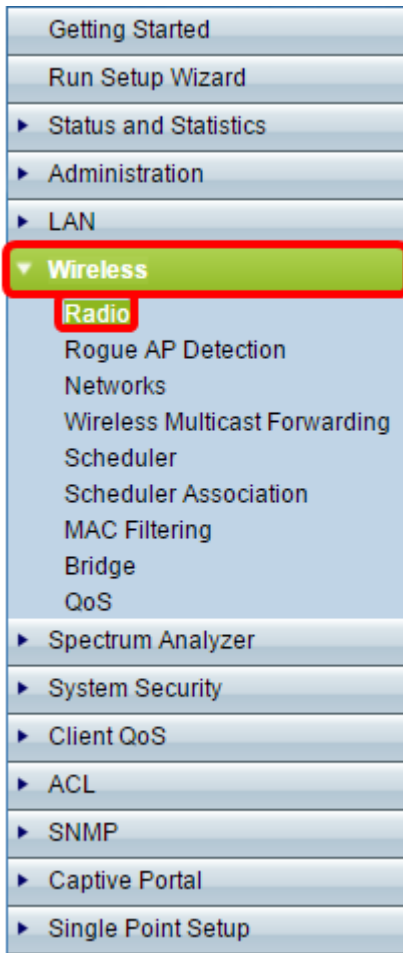 Getting Started
Run Setup Wizard
Status and Statistics
Administration
LAN
Wireless
Radio
Rogue AP Detection
Networks
Wireless Multicast Forwarding
Scheduler
Scheduler Association
MAC Filtering
Bridge
QoS
Spectrum Analyzer
System Security
Client QoS
ACL
SNMP
Captive Portal
Single Point Setup